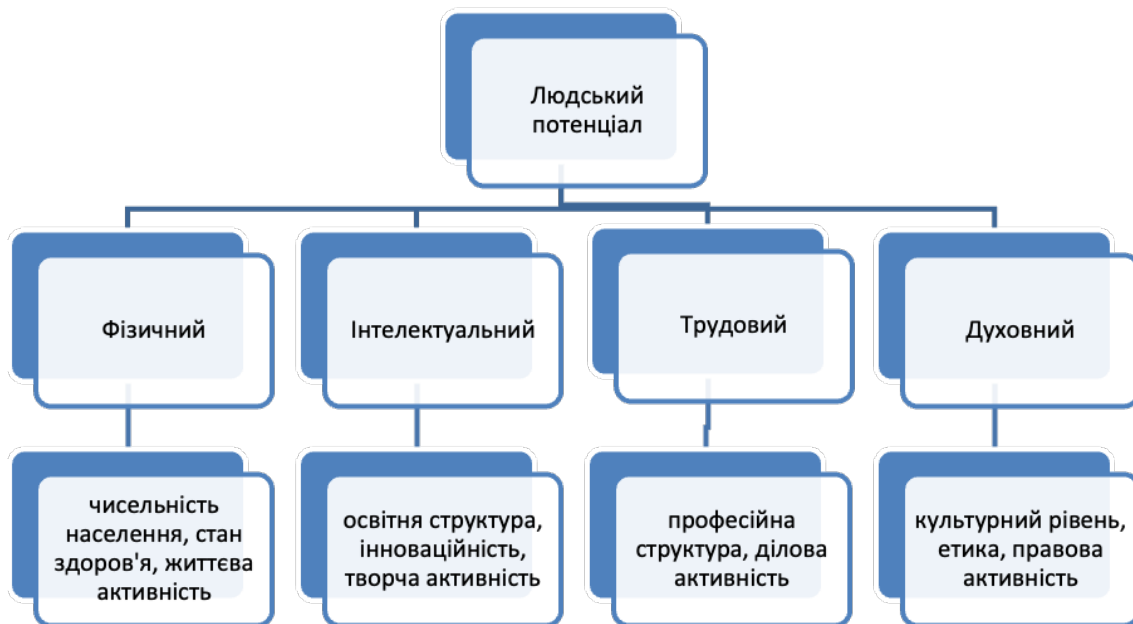 Людський
потенціал
Фізичний
Інтелектуальний
Трудовий
Духовний
чисельність
населення, стан
здоров'я, життєва
активність
освітня структура,
інноваційність,
творча активність
професійна
структура, ділова
активність
культурний рівень,
етика, правова
активність